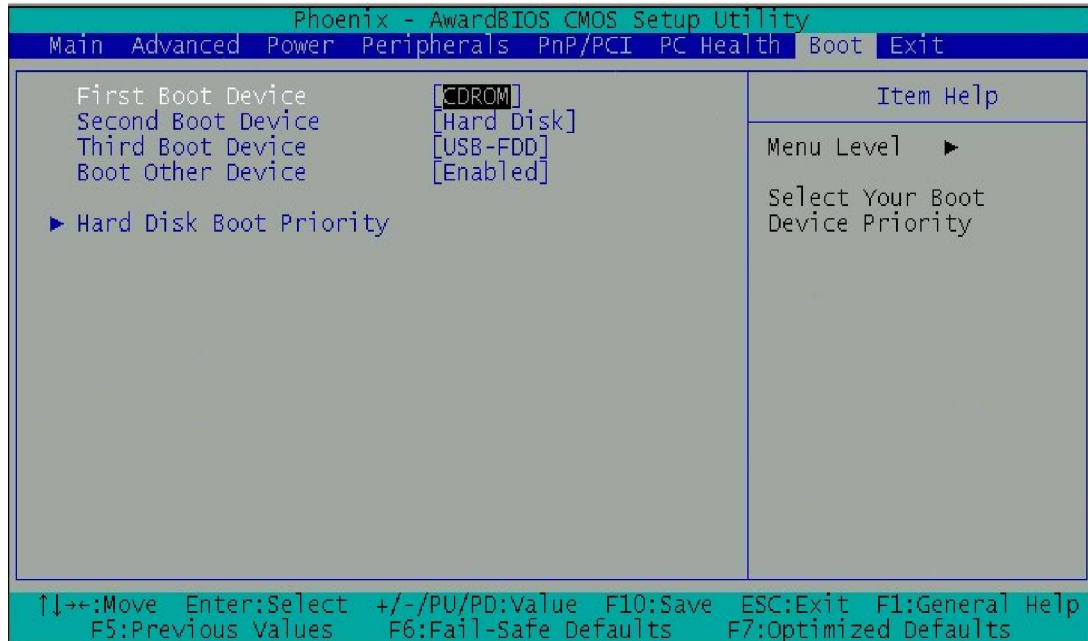 Phoenix - AwardBIOS CMOS Setup Utility
Main Advanced Power Peripherals PnP/PCI PC Health Boot Exit
First Boot Device [CDROM]
Second Boot Device [Hard Disk]
Third Boot Device [USB-FDD]
Boot Other Device [Enabled]
▶ Hard Disk Boot Priority
Item Help
Menu Level ▶
Select Your Boot
Device Priority
↑↓→←:Move Enter:Select +/-/PU/PD:Value F10:Save ESC:Exit F1:General Help
F5:Previous Values F6:Fail-Safe Defaults F7:Optimized Defaults